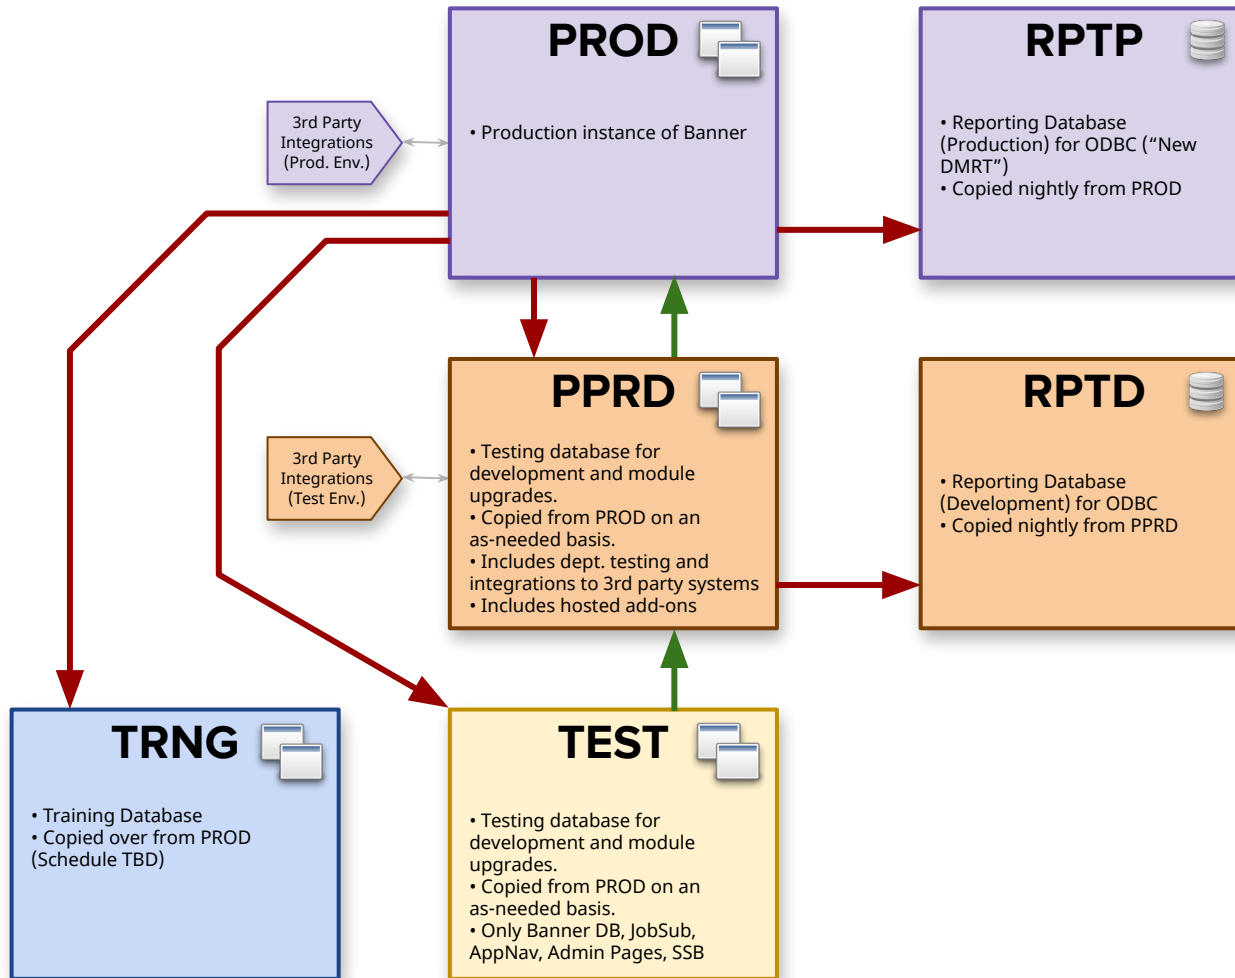 PROD
3rd Party
Integrations
(Prod. Env.)
• Production instance of Banner
RPTP
• Reporting Database
(Production) for ODBC (“New
DMRT”)
• Copied nightly from PROD
PPRD
3rd Party
Integrations
(Test Env.)
• Testing database for
development and module
upgrades.
• Copied from PROD on an
as-needed basis.
• Includes dept. testing and
integrations to 3rd party systems
• Includes hosted add-ons
RPTD
• Reporting Database
(Development) for ODBC
• Copied nightly from PPRD
TRNG
• Training Database
• Copied over from PROD
(Schedule TBD)
TEST
• Testing database for
development and module
upgrades.
• Copied from PROD on an
as-needed basis.
• Only Banner DB, JobSub,
AppNav, Admin Pages, SSB